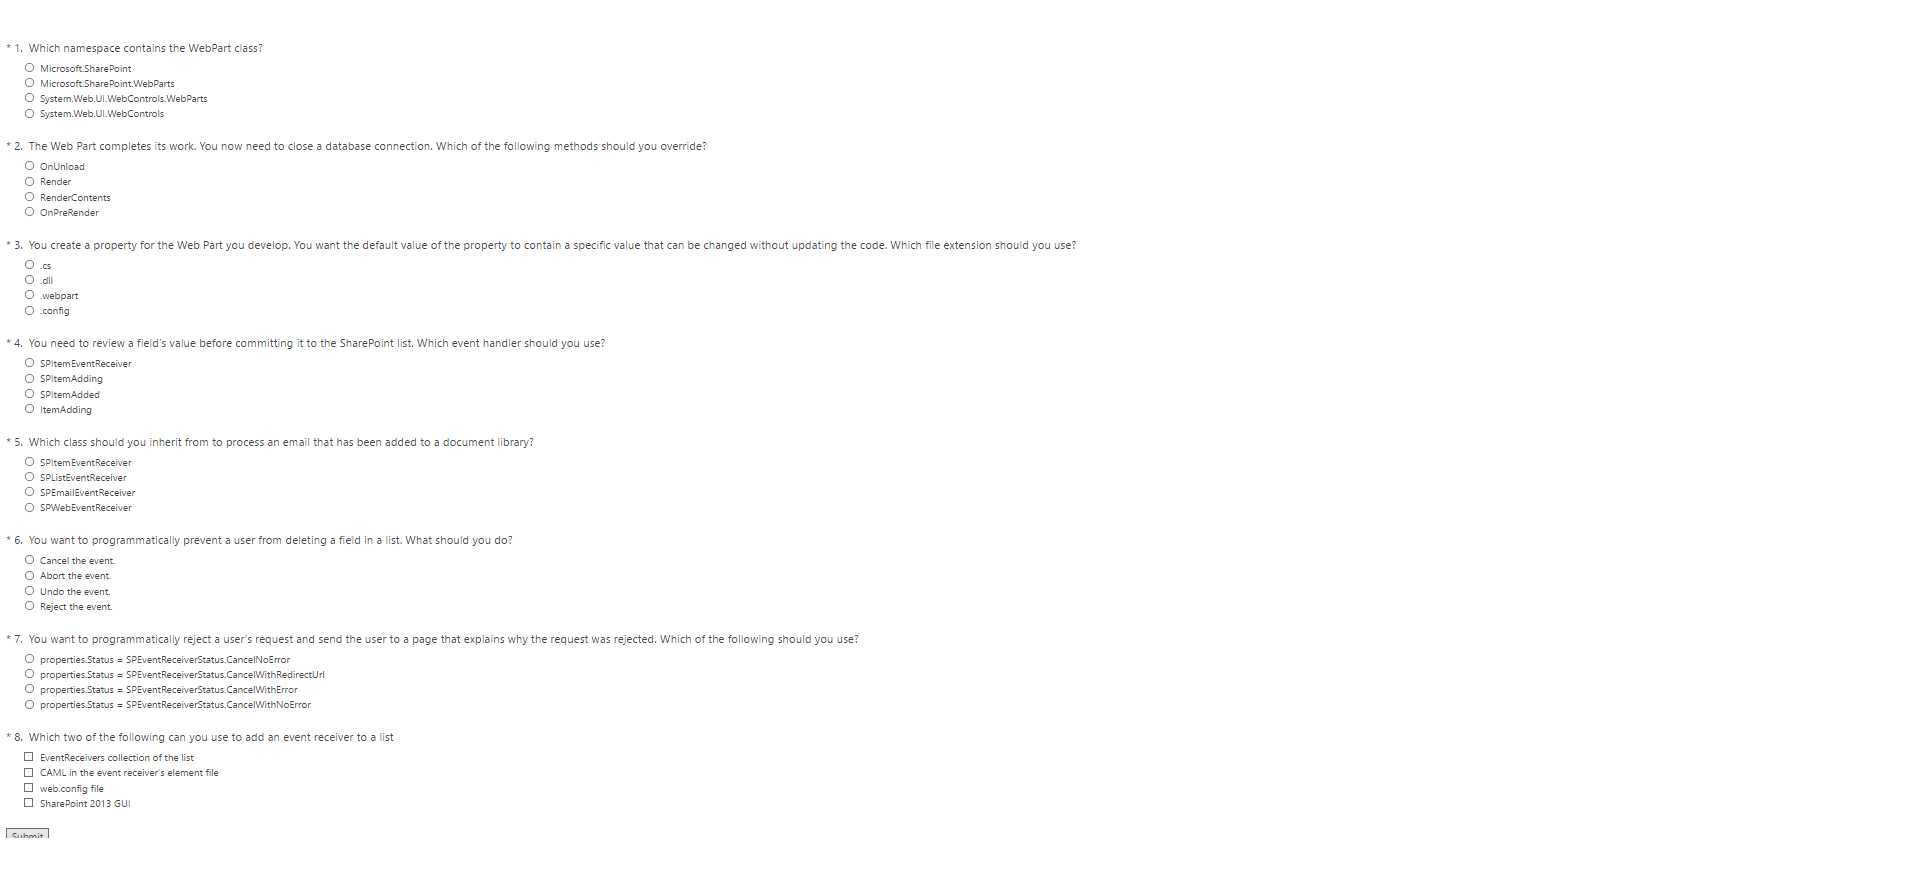 * 1. Which namespace contains the WebPart class?
Microsoft.SharePoint
Microsoft.SharePoint.WebParts
System.Web.UI.WebControls.WebParts
System.Web.UI.WebControls
* 2. The Web Part completes its work. You now need to close a database connection. Which of the following methods should you override?
OnUnload
Render
RenderContents
OnPreRender
* 3. You create a property for the Web Part you develop. You want the default value of the property to contain a specific value that can be changed without updating the code. Which file extension should you use?
.cs
.dll
.webpart
.config
* 4. You need to review a field's value before committing it to the SharePoint list. Which event handler should you use?
SPItemEventReceiver
SPItemAdding
SPItemAdded
ItemAdding
* 5. Which class should you inherit from to process an email that has been added to a document library?
SPItemEventReceiver
SPListEventReceiver
SPEmailEventReceiver
SPWebEventReceiver
* 6. You want to programmatically prevent a user from deleting a field in a list. What should you do?
Cancel the event.
Abort the event.
Undo the event.
Reject the event.
* 7. You want to programmatically reject a user's request and send the user to a page that explains why the request was rejected. Which of the following should you use?
properties.Status = SPEventReceiverStatus.CancelNoError
properties.Status = SPEventReceiverStatus.CancelWithRedirectUrl
properties.Status = SPEventReceiverStatus.CancelWithError
properties.Status = SPEventReceiverStatus.CancelWithNoError
* 8. Which two of the following can you use to add an event receiver to a list
EventReceivers collection of the list
CAML in the event receiver's element file
web.config file
SharePoint 2013 GUI
Submit